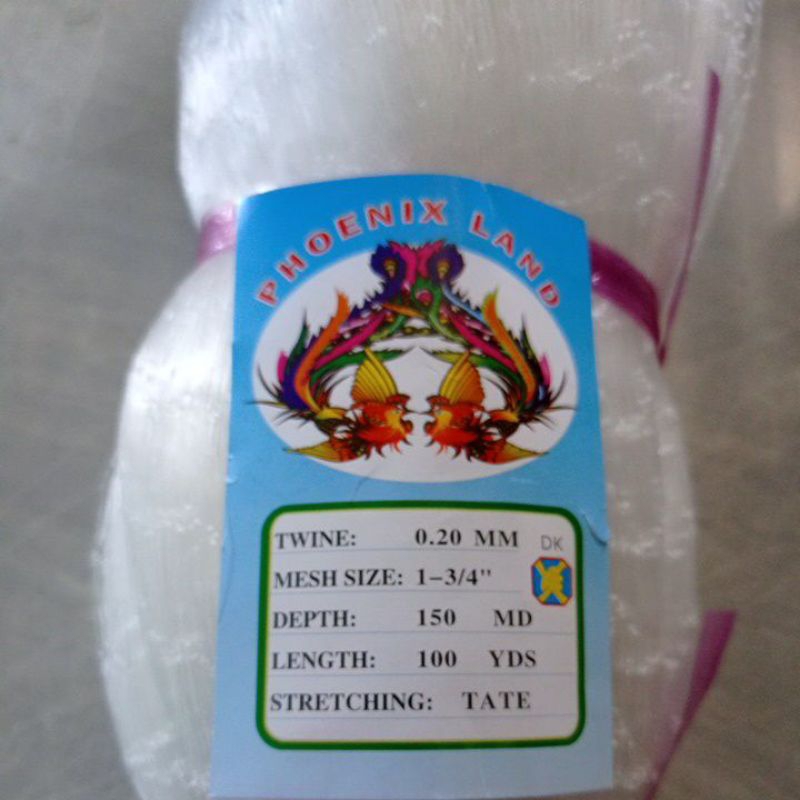 PHOENIX LAND
TWINE: 0.20 MM
DK
MESH SIZE: 1-3/4"
DEPTH: 150 MD
LENGTH: 100 YDS
STRETCHING: TATE